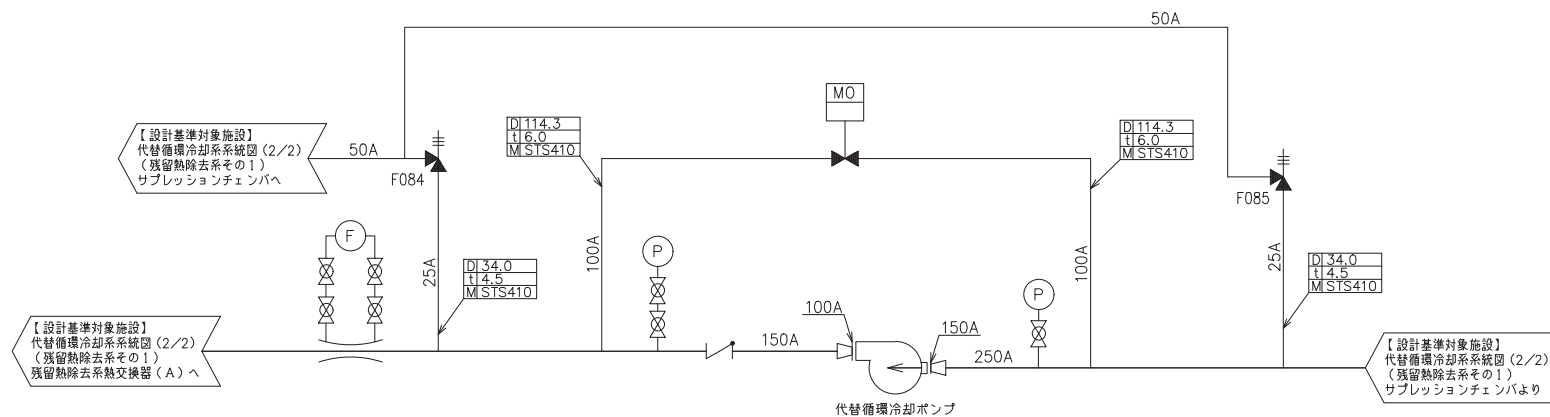 50A
MO
【設計基準対象施設】
代替循環冷却系系統図(2/2)
(残留熱除去系その1)
サプレッションチェンバへ
50A
F084
D 114.3
t 6.0
M STS410
D 114.3
t 6.0
M STS410
F085
F
25A
D 34.0
t 4.5
M STS410
100A
P
100A
P
25A
D 34.0
t 4.5
M STS410
【設計基準対象施設】
代替循環冷却系系統図(2/2)
(残留熱除去系その1)
残留熱除去系熱交換器(A)へ
150A
100A
150A
250A
代替循環冷却ポンプ
【設計基準対象施設】
代替循環冷却系系統図(2/2)
(残留熱除去系その1)
サプレッションチェンバより